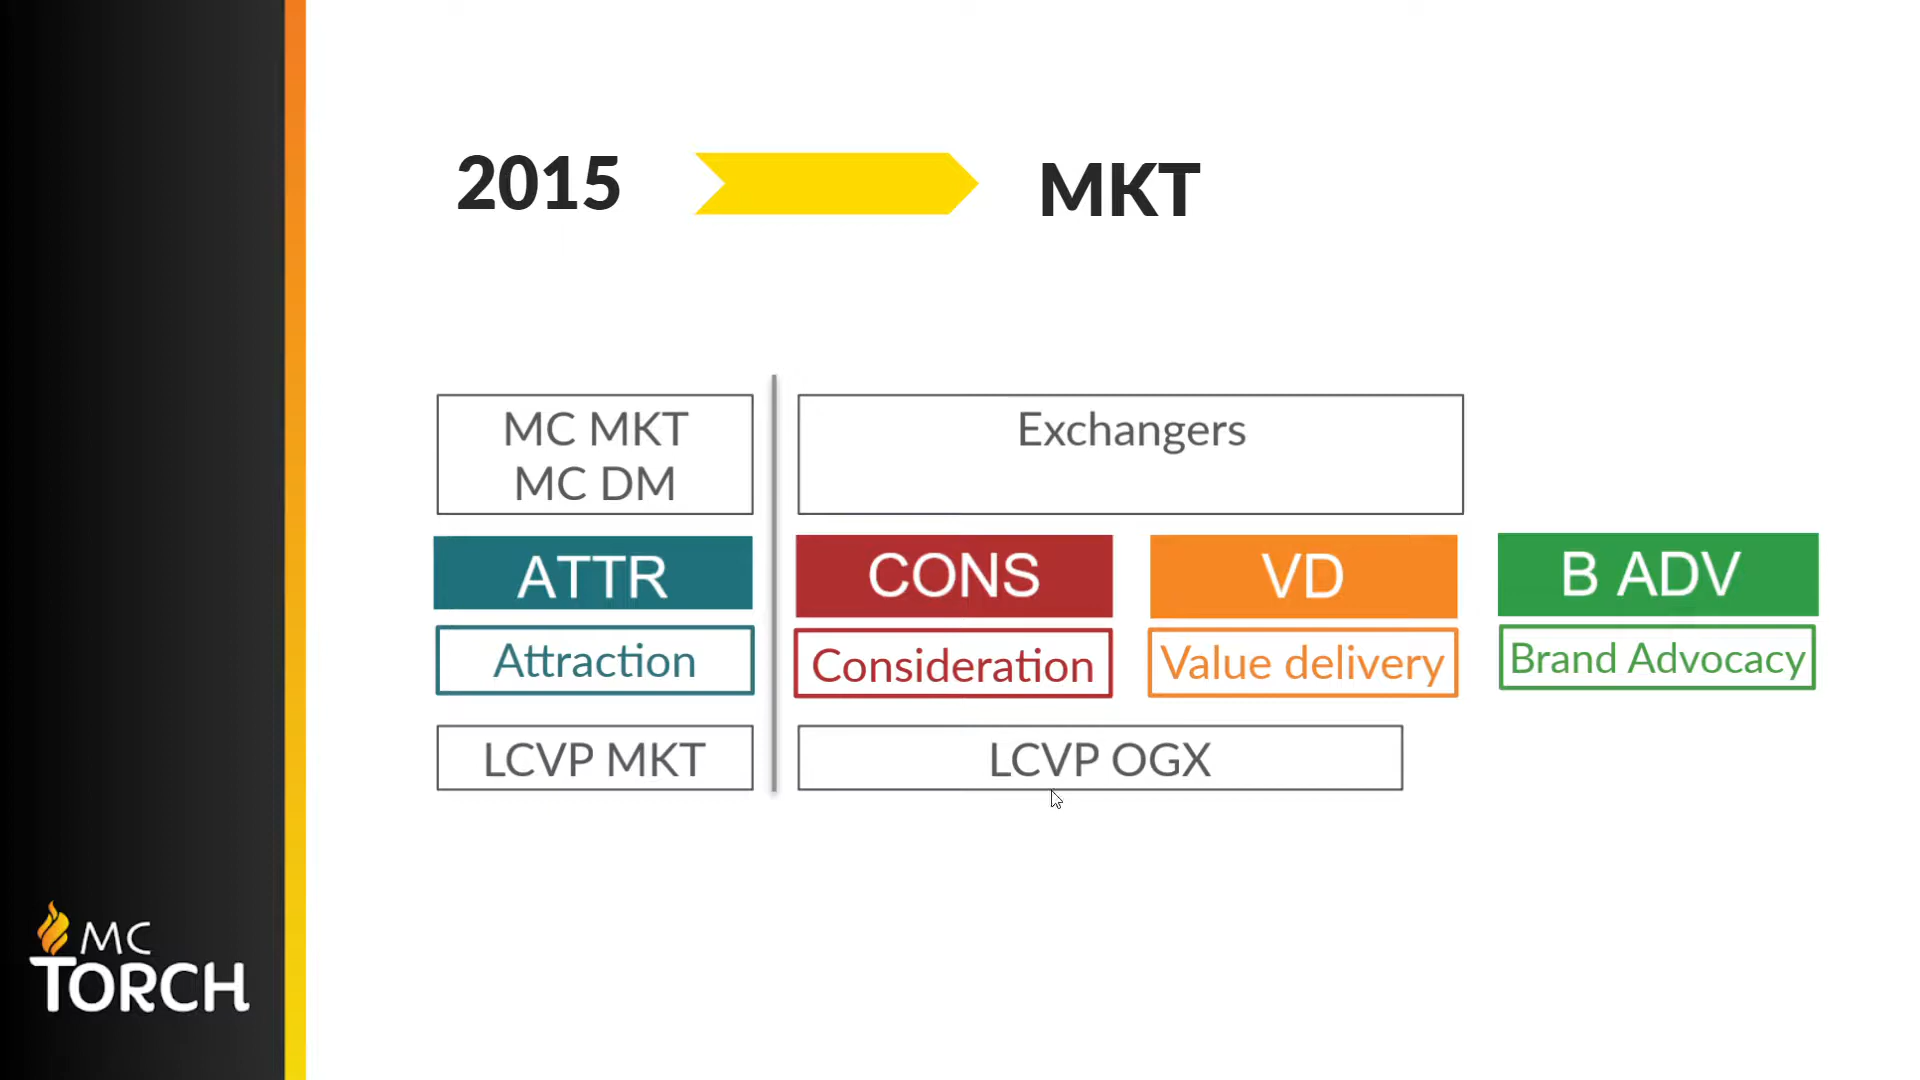 2015
MKT
MC MKT
MC DM
Exchangers
ATTR
CONS
VD
B ADV
Attraction
Consideration
Value delivery
Brand Advocacy
LCVP MKT
LCVP OGX
MC
TORCH